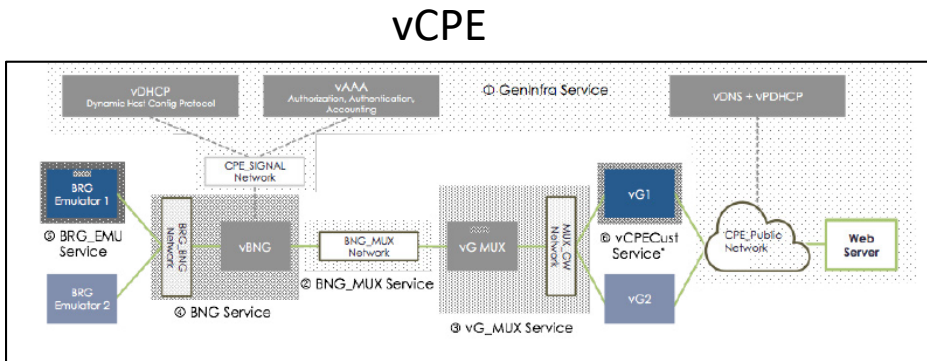 vCPE
vDHCP
Dynamic Host Config Protocol
vAAA
Authorization, Authentication,
Accounting
① GenInfra Service
vDNS + vPDHCP
CPE_SIGNAL
Network
BRG
Emulator 1
⑤ BRG_EMU
Service
BRG
Emulator 2
BRG_BNG
Network
vBNG
④ BNG Service
BNG_MUX
Network
② BNG_MUX Service
vG MUX
MUX_GW
Network
③ vG_MUX Service
vG1
⑥ vCPECust
Service*
vG2
CPE_Public
Network
Web
Server